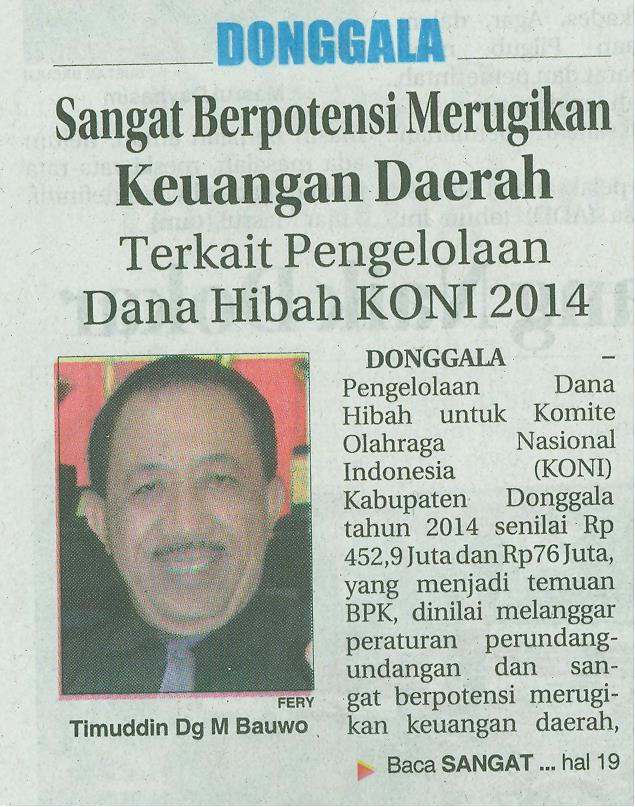 DONGGALA
Sangat Berpotensi Merugikan
Keuangan Daerah
Terkait Pengelolaan
Dana Hibah KONI 2014
FERY
Timuddin Dg M Bauwo
DONGGALA –
Pengelolaan Dana
Hibah untuk Komite
Olahraga Nasional
Indonesia (KONI)
Kabupaten Donggala
tahun 2014 senilai Rp
452,9 Juta dan Rp76 Juta,
yang menjadi temuan
BPK, dinilai melanggar
peraturan perundang-
undangan dan san-
gat berpotensi merugi-
kan keuangan daerah,
Baca SANGAT ... hal 19